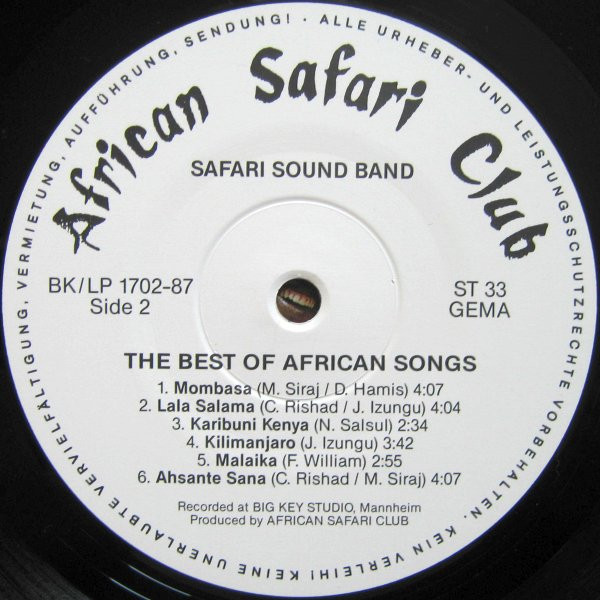 African Safari Club
SAFARI SOUND BAND
BK/LP 1702-87
Side 2
ST 33
GEMA
THE BEST OF AFRICAN SONGS
1. Mombasa (M. Siraj / D. Hamis) 4:07
2. Lala Salama (C. Rishad / J. Izungu) 4:04
3. Karibuni Kenya (N. Salsul) 2:34
4. Kilimanjaro (J. Izungu) 3:42
5. Malaika (F. William) 2:55
6. Ahsante Sana (C. Rishad / M. Siraj) 4:07
Recorded at BIG KEY STUDIO, Mannheim
Produced by AFRICAN SAFARI CLUB
ALLE URHEBER- UND LEISTUNGSSCHUTZRECHTE VORBEHALTEN. KEIN VERLEIH! KEINE UNERLAUBTE VERVIELFÄLTIGUNG, VERMIETUNG, AUFFÜHRUNG, SENDUNG! ·